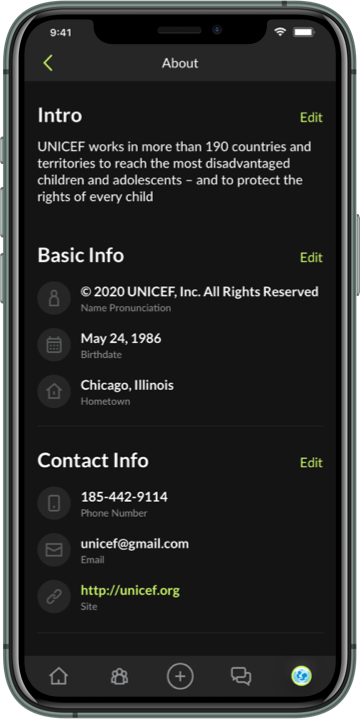 9:41
About
Intro
Edit
UNICEF works in more than 190 countries and
territories to reach the most disadvantaged
children and adolescents – and to protect the
rights of every child
Basic Info
Edit
© 2020 UNICEF, Inc. All Rights Reserved
Name Pronunciation
May 24, 1986
Birthdate
Chicago, Illinois
Hometown
Contact Info
Edit
185-442-9114
Phone Number
unicef@gmail.com
Email
http://unicef.org
Site